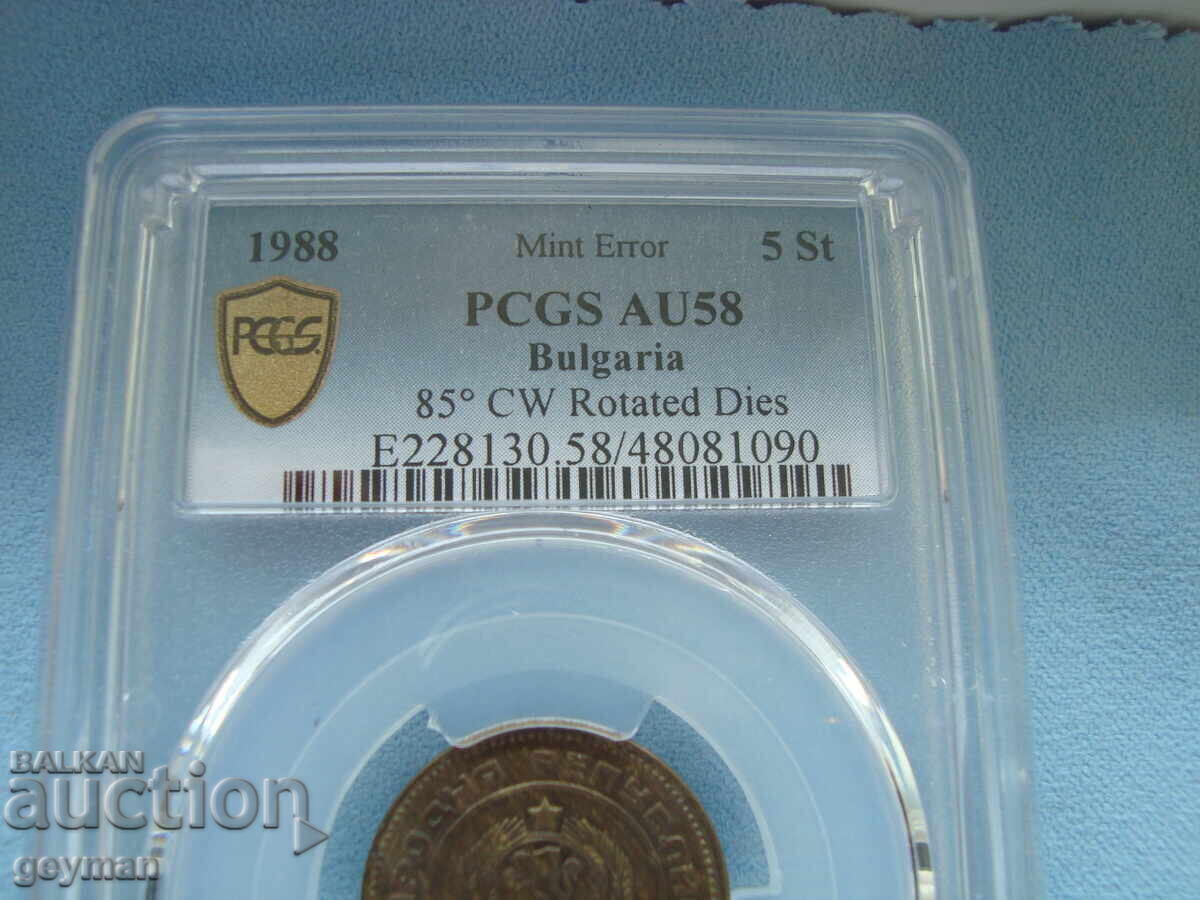 1988 Mint Error 5 St
PCGS
PCGS AU58
Bulgaria
85° CW Rotated Dies
E228130.58/48081090
BALKAN
auction
geyman